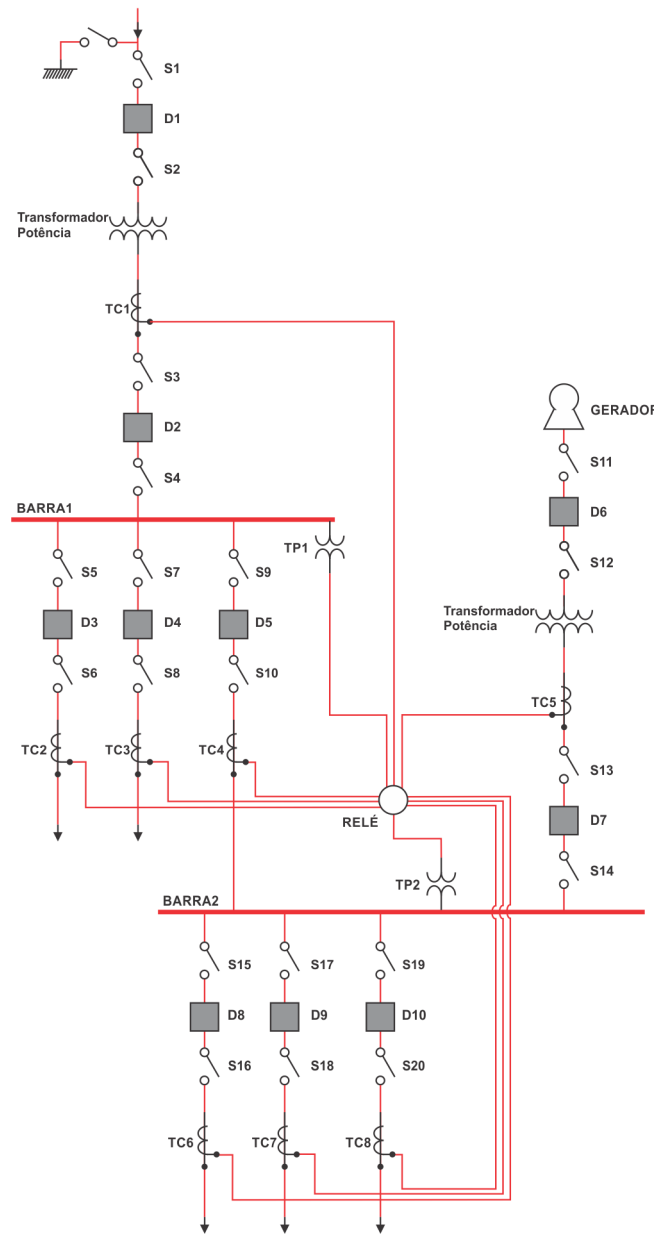 S1
D1
S2
Transformador
Potência
TC1
S3
GERADOR
D2
S11
S4
BARRA1
D6
TP1
S5
S7
S9
S12
Transformador
Potência
D3
D4
D5
S6
S8
S10
TC5
TC2
TC3
TC4
S13
RELÉ
D7
S14
TP2
BARRA2
S15
S17
S19
D8
D9
D10
S16
S18
S20
TC6
TC7
TC8